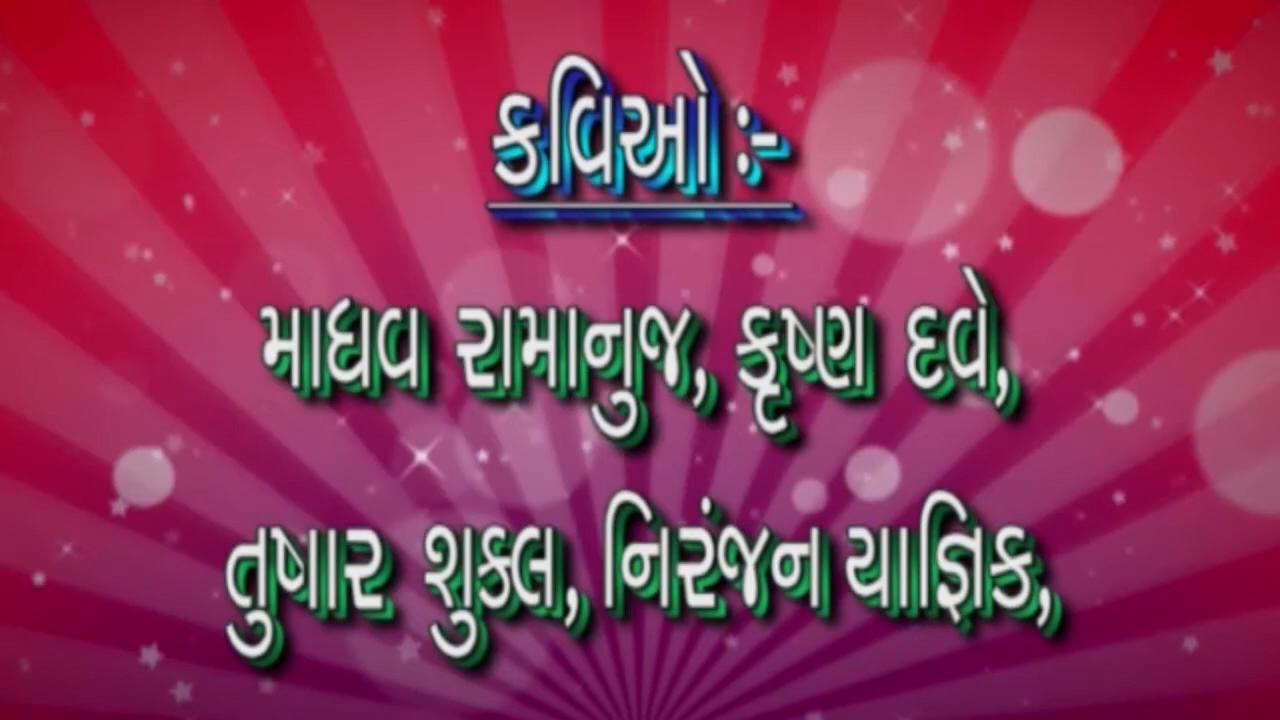 કવિઓ :-
માધવ રામાનુજ, કૃષ્ણ દવે,
તુષાર શુક્લ, નિરંજન યાજ્ઞિક,